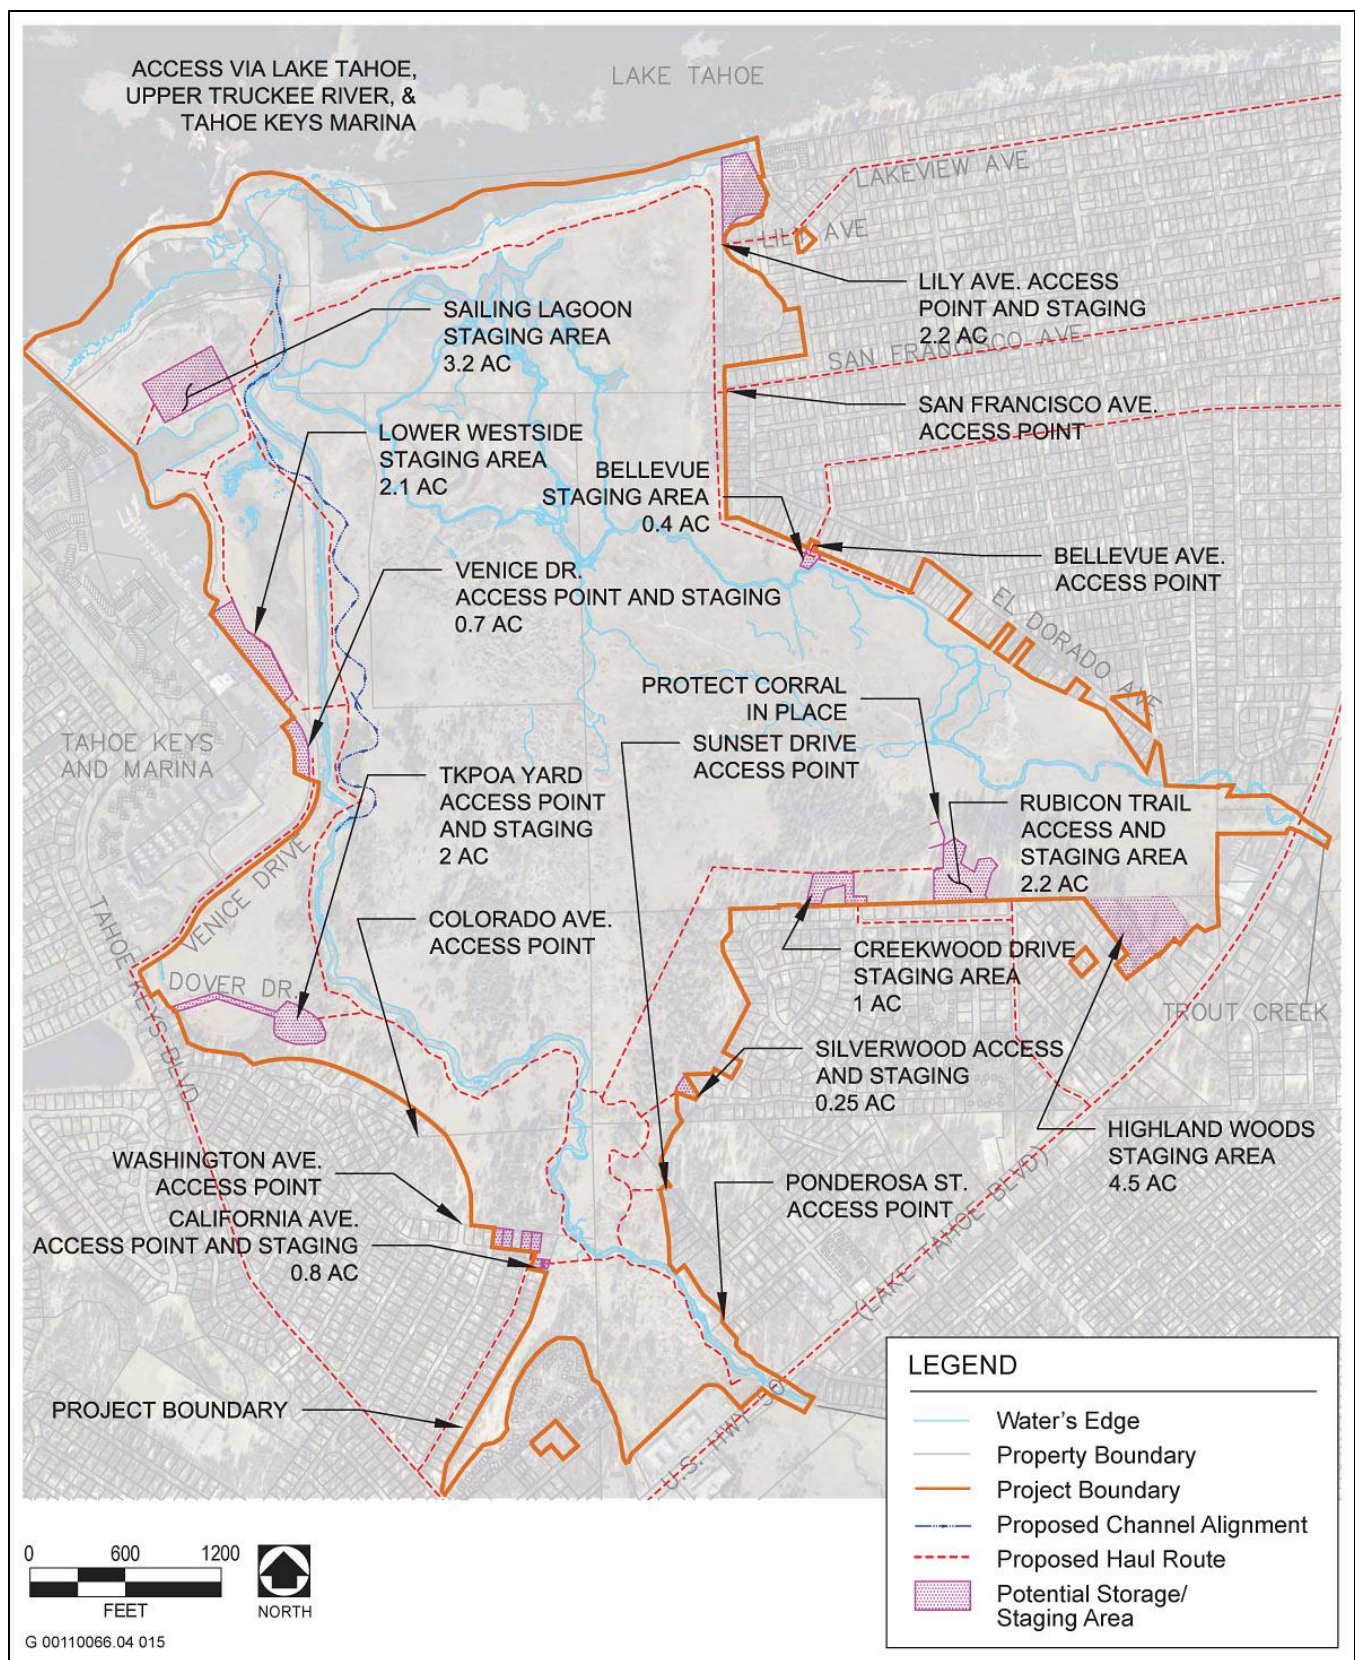 ACCESS VIA LAKE TAHOE,
UPPER TRUCKEE RIVER, &
TAHOE KEYS MARINA
LAKE TAHOE
LAKEVIEW AVE
LILY AVE
LILY AVE. ACCESS
POINT AND STAGING
2.2 AC
SAN FRANCISCO AVE
SAILING LAGOON
STAGING AREA
3.2 AC
SAN FRANCISCO AVE.
ACCESS POINT
LOWER WESTSIDE
STAGING AREA
2.1 AC
BELLEVUE
STAGING AREA
0.4 AC
BELLEVUE AVE.
ACCESS POINT
VENICE DR.
ACCESS POINT AND STAGING
0.7 AC
EL DORADO AVE
PROTECT CORRAL
IN PLACE
SUNSET DRIVE
ACCESS POINT
TAHOE KEYS
AND MARINA
TKPOA YARD
ACCESS POINT
AND STAGING
2 AC
RUBICON TRAIL
ACCESS AND
STAGING AREA
2.2 AC
VENICE DRIVE
COLORADO AVE.
ACCESS POINT
CREEKWOOD DRIVE
STAGING AREA
1 AC
TAHOE KEYS BLVD
DOVER DR.
TROUT CREEK
SILVERWOOD ACCESS
AND STAGING
0.25 AC
HIGHLAND WOODS
STAGING AREA
4.5 AC
WASHINGTON AVE.
ACCESS POINT
PONDEROSA ST.
ACCESS POINT
CALIFORNIA AVE.
ACCESS POINT AND STAGING
0.8 AC
U.S. HWY 50
(LAKE TAHOE BLVD)
PROJECT BOUNDARY
LEGEND
Water's Edge
Property Boundary
Project Boundary
Proposed Channel Alignment
Proposed Haul Route
Potential Storage/
Staging Area
0 600 1200
FEET
NORTH
G 00110066.04 015